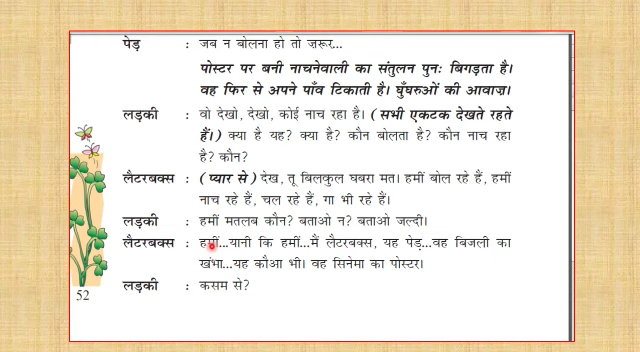 पेड़ : जब न बोलना हो तो ज़रूर...
पोस्टर पर बनी नाचनेवाली का संतुलन पुनः बिगड़ता है।
वह फिर से अपने पाँव टिकाती है। घुँघरुओं की आवाज़।
लड़की : वो देखो, देखो, कोई नाच रहा है। (सभी एकटक देखते रहते
हैं।) क्या है यह? क्या है? कौन बोलता है? कौन नाच रहा
है? कौन?
लैटरबक्स : (प्यार से) देख, तू बिलकुल घबरा मत। हमीं बोल रहे हैं, हमीं
नाच रहे हैं, चल रहे हैं, गा भी रहे हैं।
लड़की : हमीं मतलब कौन? बताओ न? बताओ जल्दी।
लैटरबक्स : हमीं...यानी कि हमीं...मैं लैटरबक्स, यह पेड़...वह बिजली का
खंभा...यह कौआ भी। वह सिनेमा का पोस्टर।
लड़की : कसम से?
52